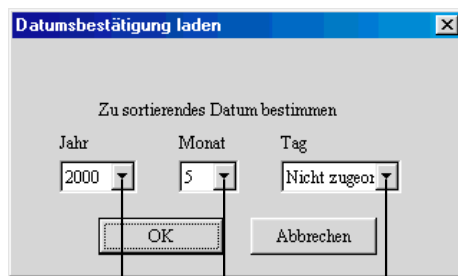 Datumsbestätigung laden
Zu sortierendes Datum bestimmen
Jahr Monat Tag
2000 5 Nicht zugeor
OK Abbrechen